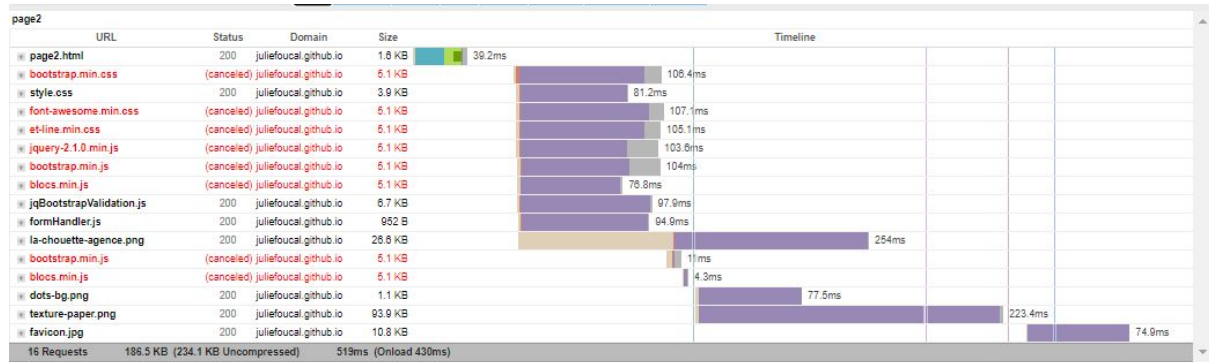 page2
URL Status Domain Size Timeline
page2.html 200 juliefoucal.github.io 1.6 KB 39.2ms
bootstrap.min.css (canceled) juliefoucal.github.io 5.1 KB 106.4ms
style.css 200 juliefoucal.github.io 3.9 KB 81.2ms
font-awesome.min.css (canceled) juliefoucal.github.io 5.1 KB 107.1ms
et-line.min.css (canceled) juliefoucal.github.io 5.1 KB 105.1ms
jquery-2.1.0.min.js (canceled) juliefoucal.github.io 5.1 KB 103.6ms
bootstrap.min.js (canceled) juliefoucal.github.io 5.1 KB 104ms
blocs.min.js (canceled) juliefoucal.github.io 5.1 KB 76.8ms
jqBootstrapValidation.js 200 juliefoucal.github.io 6.7 KB 97.9ms
formHandler.js 200 juliefoucal.github.io 952 B 94.9ms
la-chouette-agence.png 200 juliefoucal.github.io 26.6 KB 254ms
bootstrap.min.js (canceled) juliefoucal.github.io 5.1 KB 11ms
blocs.min.js (canceled) juliefoucal.github.io 5.1 KB 4.3ms
dots-bg.png 200 juliefoucal.github.io 1.1 KB 77.5ms
texture-paper.png 200 juliefoucal.github.io 93.9 KB 223.4ms
favicon.jpg 200 juliefoucal.github.io 10.8 KB 74.9ms
16 Requests 186.5 KB (234.1 KB Uncompressed) 519ms (Onload 430ms)